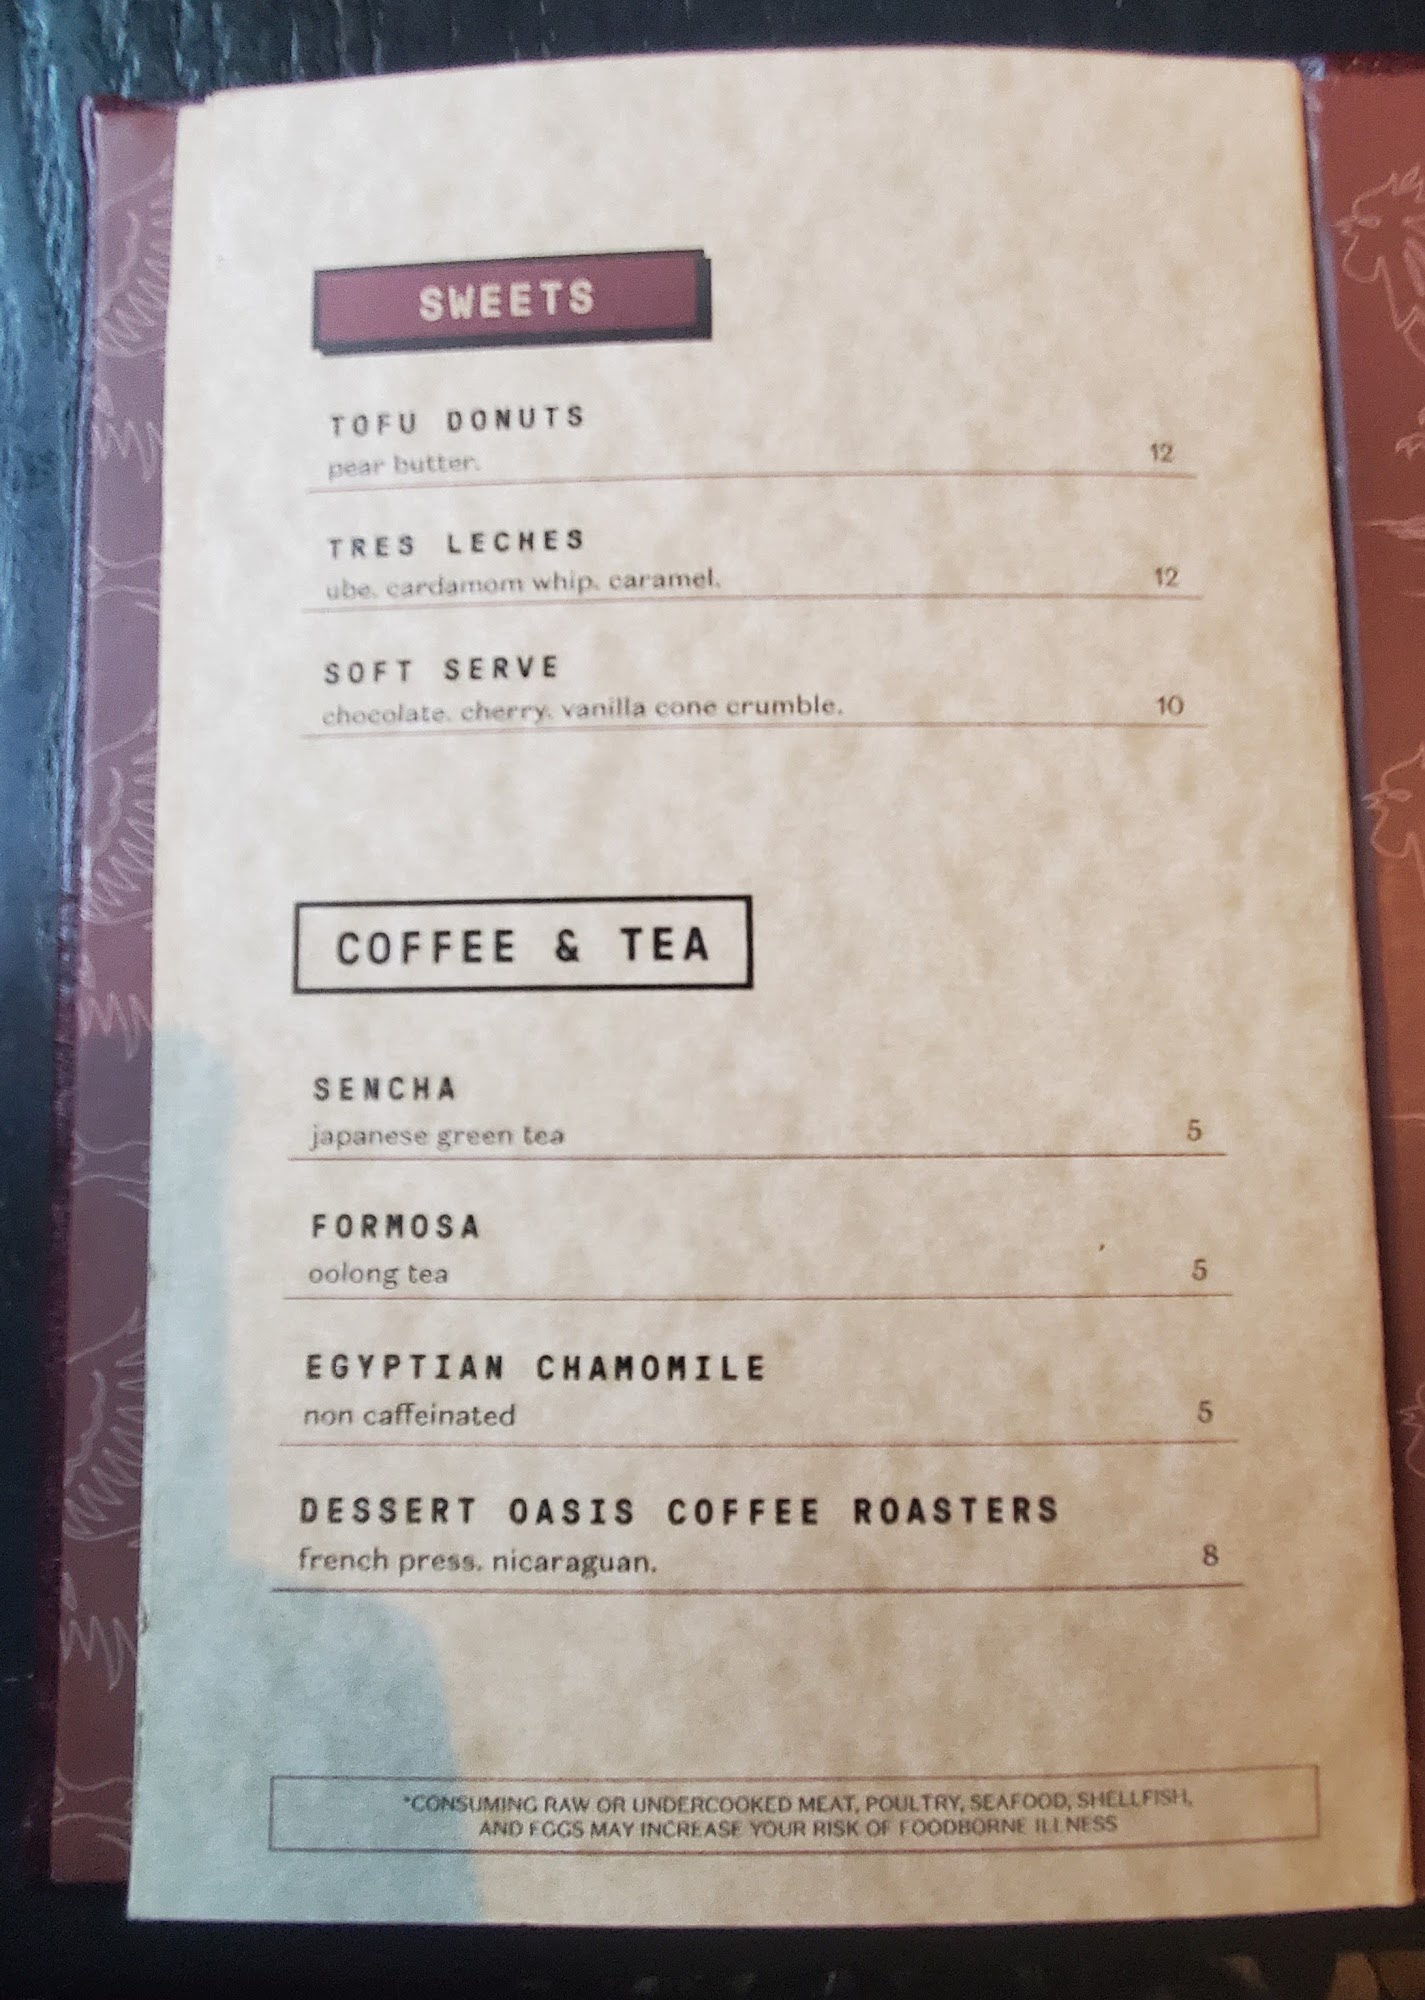 SWEETS
TOFU DONUTS
pear butter. 12
TRES LECHES
ube. cardamom whip. caramel. 12
SOFT SERVE
chocolate. cherry. vanilla cone crumble. 10
COFFEE & TEA
SENCHA
japanese green tea 5
FORMOSA
oolong tea 5
EGYPTIAN CHAMOMILE
non caffeinated 5
DESSERT OASIS COFFEE ROASTERS
french press. nicaraguan. 8
*CONSUMING RAW OR UNDERCOOKED MEAT, POULTRY, SEAFOOD, SHELLFISH,
AND EGGS MAY INCREASE YOUR RISK OF FOODBORNE ILLNESS